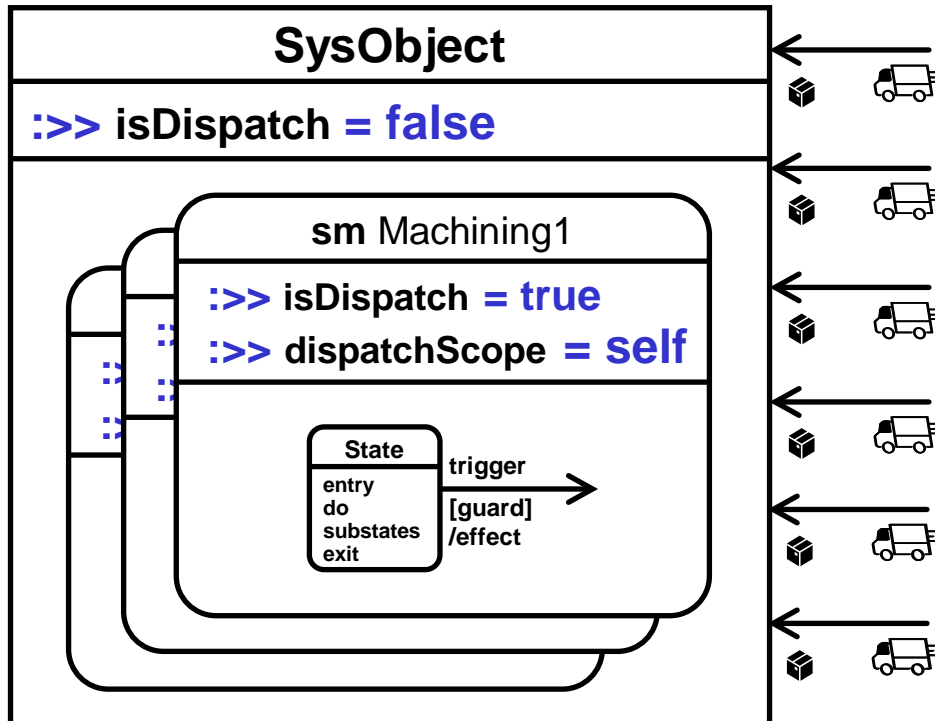 SysObject
:>> isDispatch = false
sm Machining1
:>> isDispatch = true
:>> dispatchScope = self
:>
:>
:>
:>
State
entry
do
substates
exit
trigger
[guard]
/effect